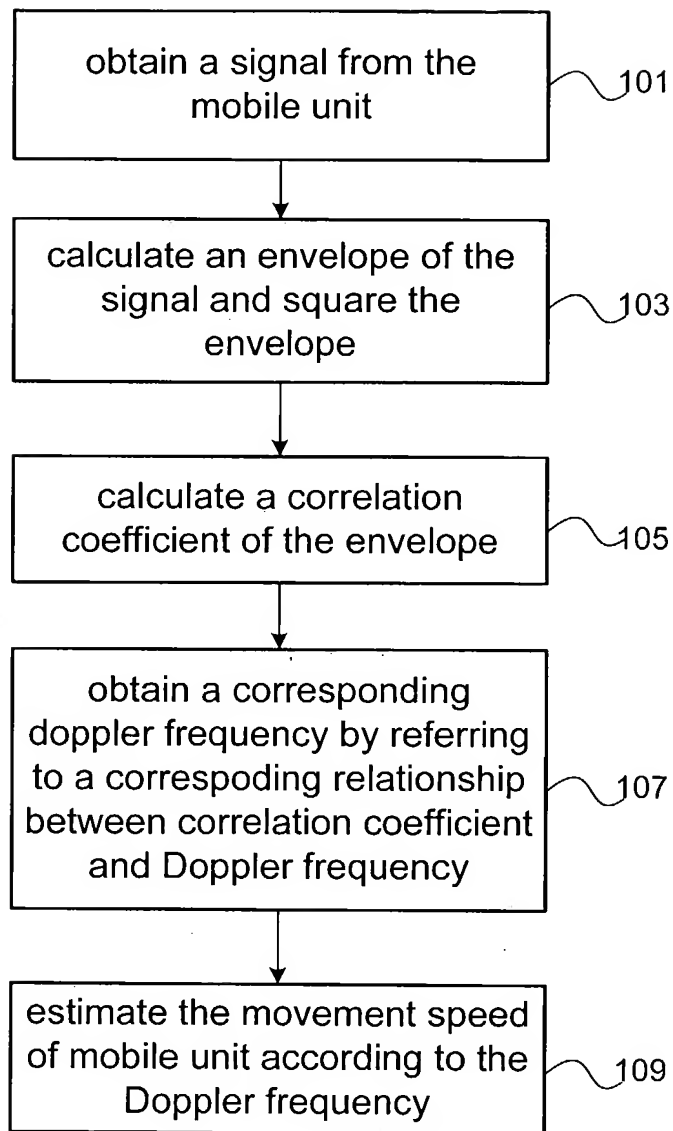 obtain a signal from the
mobile unit
101
calculate an envelope of the
signal and square the
envelope
103
calculate a correlation
coefficient of the envelope
105
obtain a corresponding
doppler frequency by referring
to a correspoding relationship
between correlation coefficient
and Doppler frequency
107
estimate the movement speed
of mobile unit according to the
Doppler frequency
109